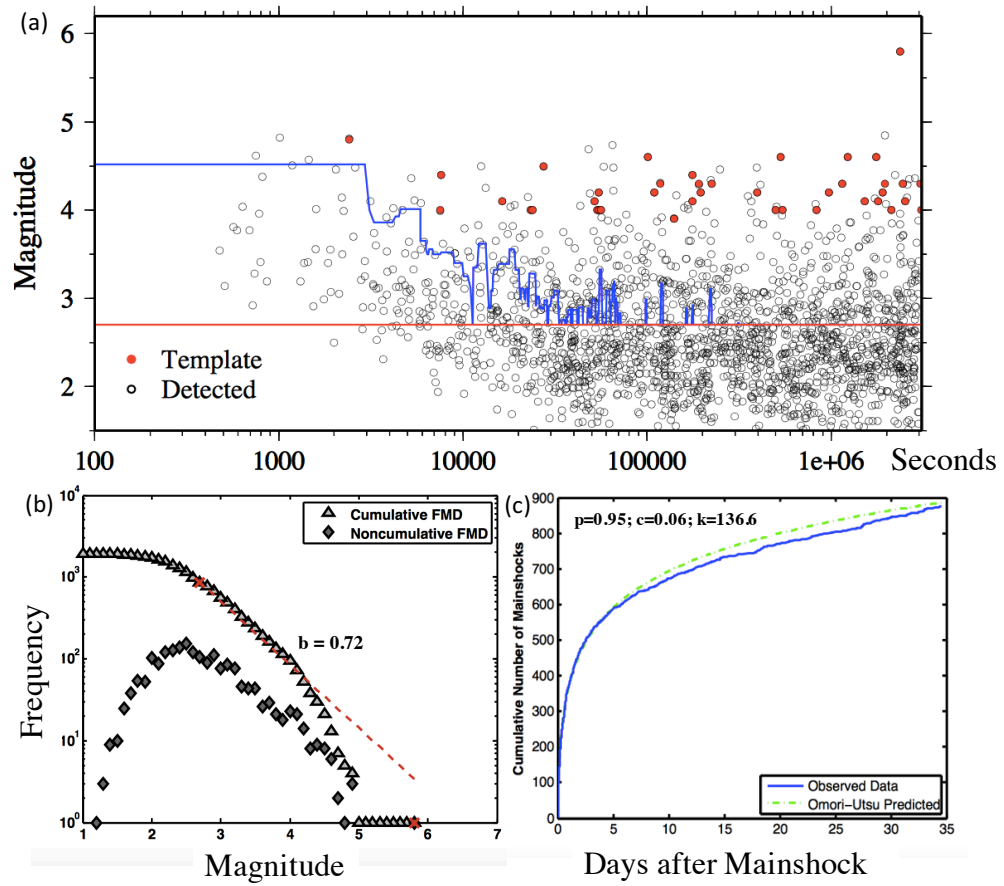 (a)
6
5
4
3
2
Magnitude
Template
Detected
100 1000 10000 100000 1e+06 Seconds
(b)
10^4
10^3
10^2
10^1
10^0
Frequency
Cumulative FMD
Noncumulative FMD
b = 0.72
1 2 3 4 5 6 7
Magnitude
(c)
900
800
700
600
500
400
300
200
100
0
Cumulative Number of Mainshocks
p=0.95; c=0.06; k=136.6
Observed Data
Omori-Utsu Predicted
0 5 10 15 20 25 30 35
Days after Mainshock